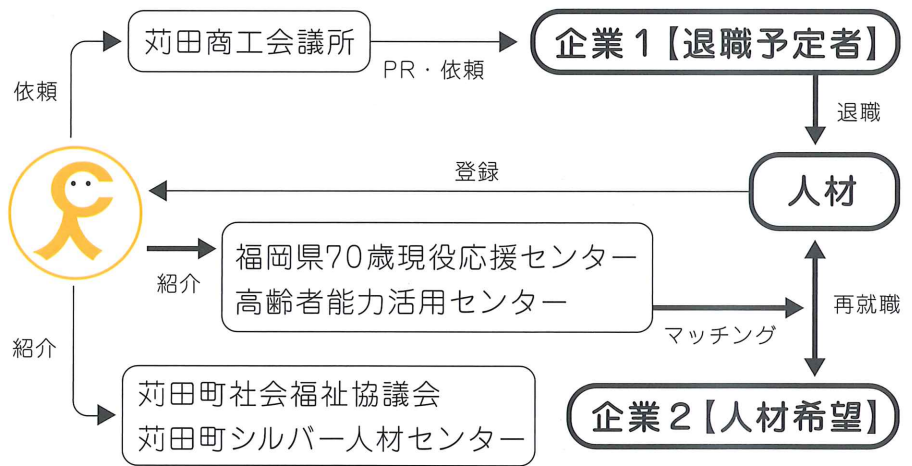 苅田商工会議所
企業1【退職予定者】
PR・依頼
依頼
退職
登録
人材
福岡県70歳現役応援センター
高齢者能力活用センター
紹介
再就職
マッチング
紹介
苅田町社会福祉協議会
苅田町シルバー人材センター
企業2【人材希望】